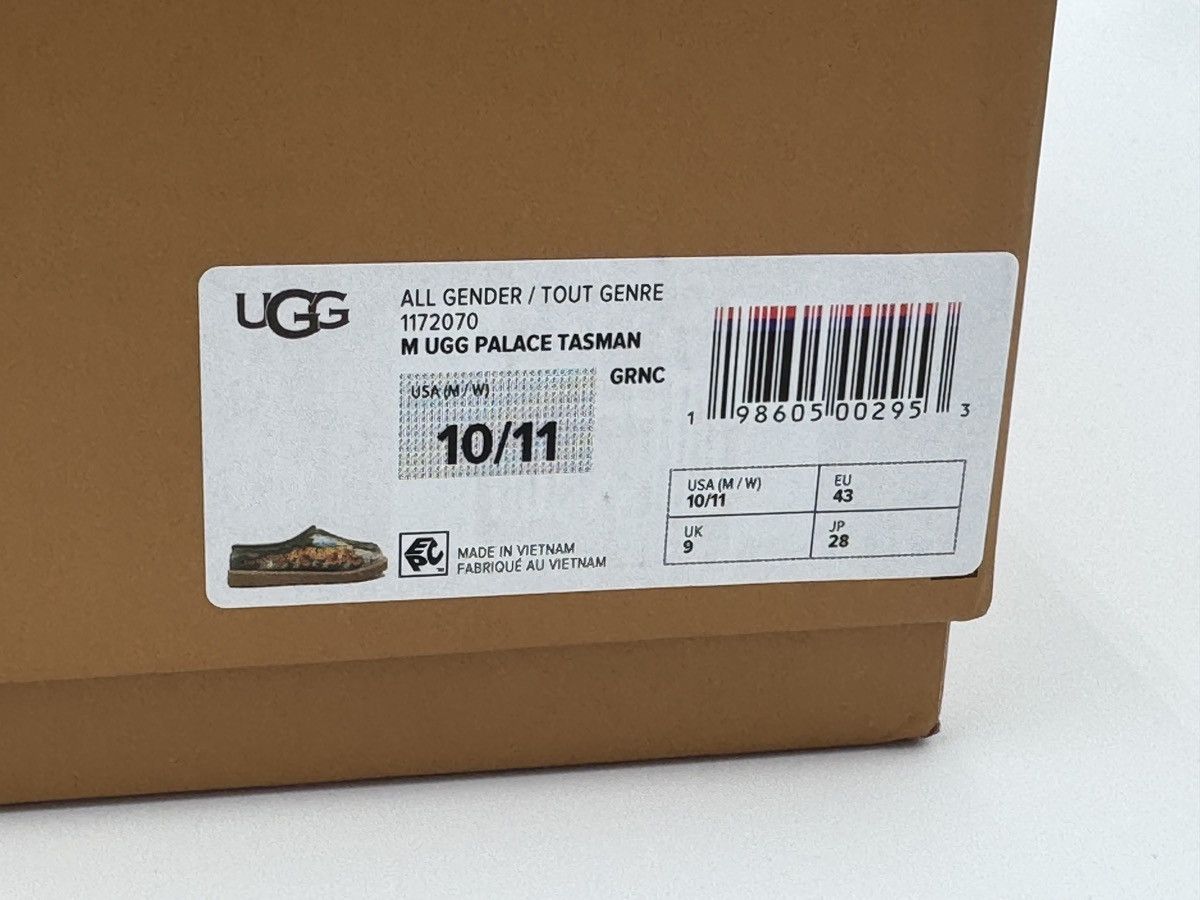 UGG
ALL GENDER / TOUT GENRE
1172070
M UGG PALACE TASMAN
GRNC
USA (M / W)
10/11
1 98605 00295 3
USA (M / W)
10/11
EU
43
UK
9
JP
28
EPC
MADE IN VIETNAM
FABRIQUÉ AU VIETNAM